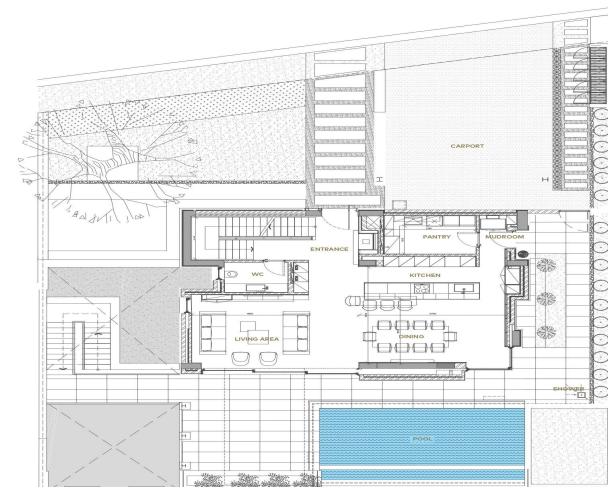 CARPORT
PANTRY
MUDROOM
ENTRANCE
WC
KITCHEN
LIVING AREA
DINING
SHOWER
POOL